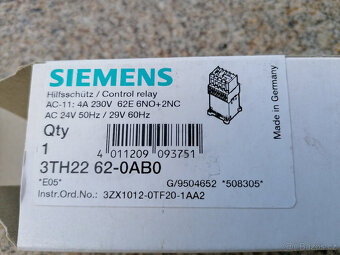 SIEMENS
Hilfsschütz / Control relay
AC-11: 4A 230V 62E 6NO+2NC
AC 24V 50Hz / 29V 60Hz
Qty
1
4 011209 093751
3TH22 62-0AB0
*E05* G/9504652 *508305*
Instr.Ord.No.: 3ZX1012-0TF20-1AA2
Made in Germany